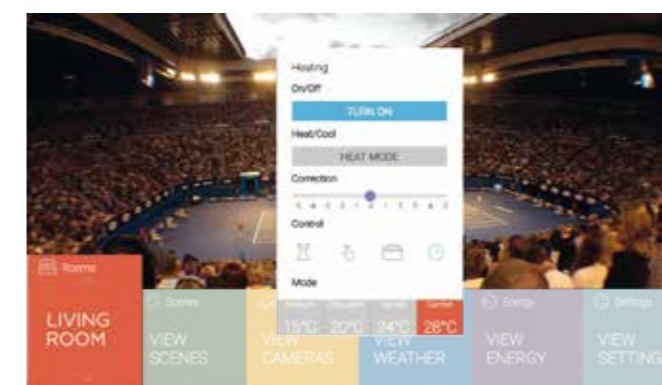 Heating
On/Off
TURN ON
Heat/Cool
HEAT MODE
Correction
Control
Mode
15°C 20°C 24°C 28°C
Rooms
LIVING
ROOM
Scenes
VIEW
SCENES
VIEW
CAMERAS
VIEW
WEATHER
Energy
VIEW
ENERGY
Settings
VIEW
SETTING